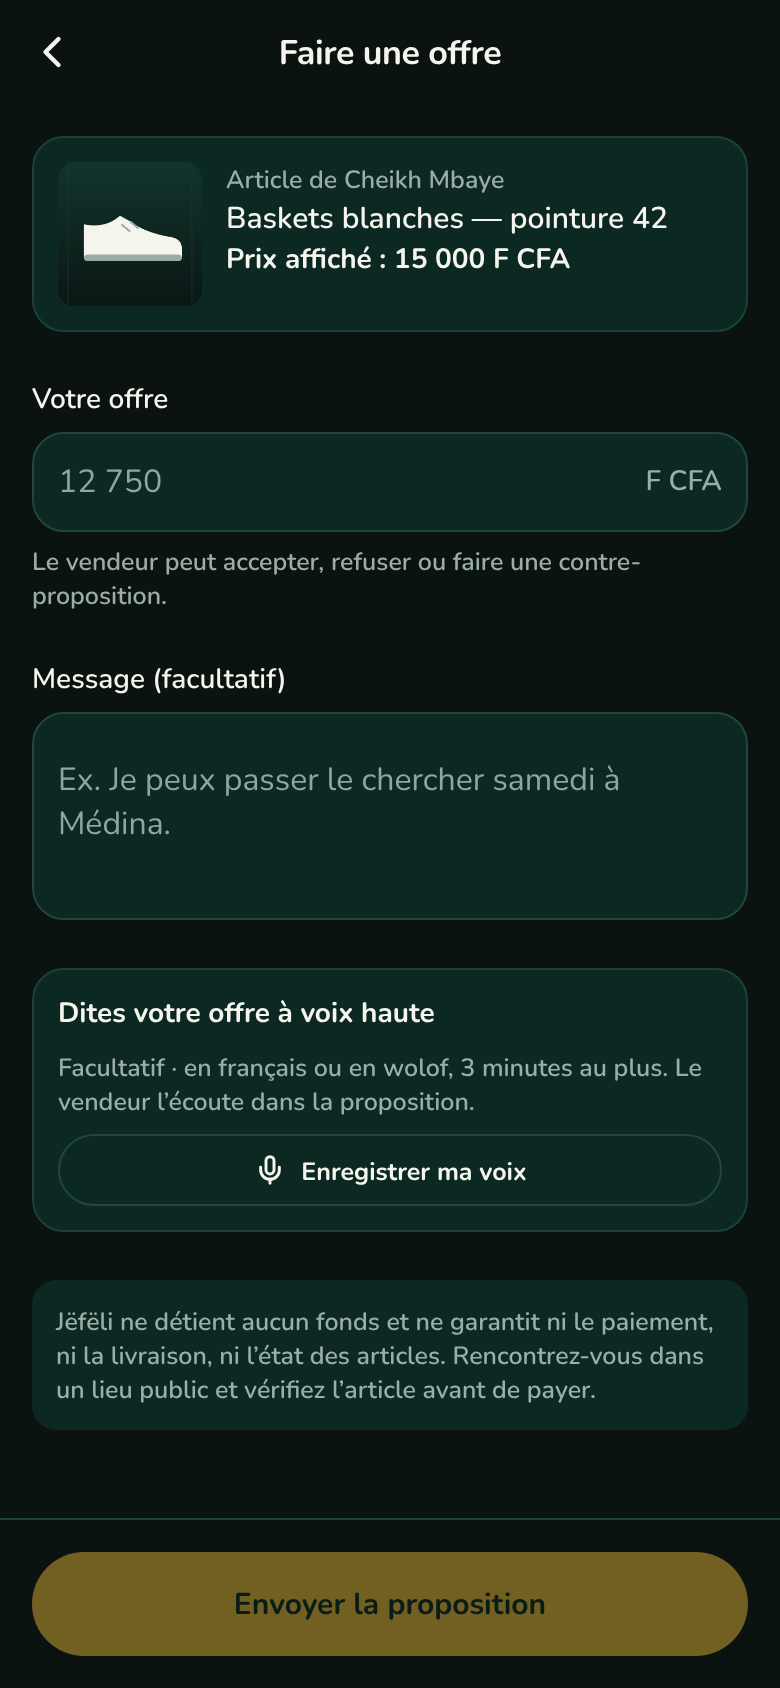 Faire une offre
Article de Cheikh Mbaye
Baskets blanches — pointure 42
Prix affiché : 15 000 F CFA
Votre offre
12 750 F CFA
Le vendeur peut accepter, refuser ou faire une contre-
proposition.
Message (facultatif)
Ex. Je peux passer le chercher samedi à
Médina.
Dites votre offre à voix haute
Facultatif · en français ou en wolof, 3 minutes au plus. Le
vendeur l’écoute dans la proposition.
Enregistrer ma voix
Jëfëli ne détient aucun fonds et ne garantit ni le paiement,
ni la livraison, ni l’état des articles. Rencontrez-vous dans
un lieu public et vérifiez l’article avant de payer.
Envoyer la proposition